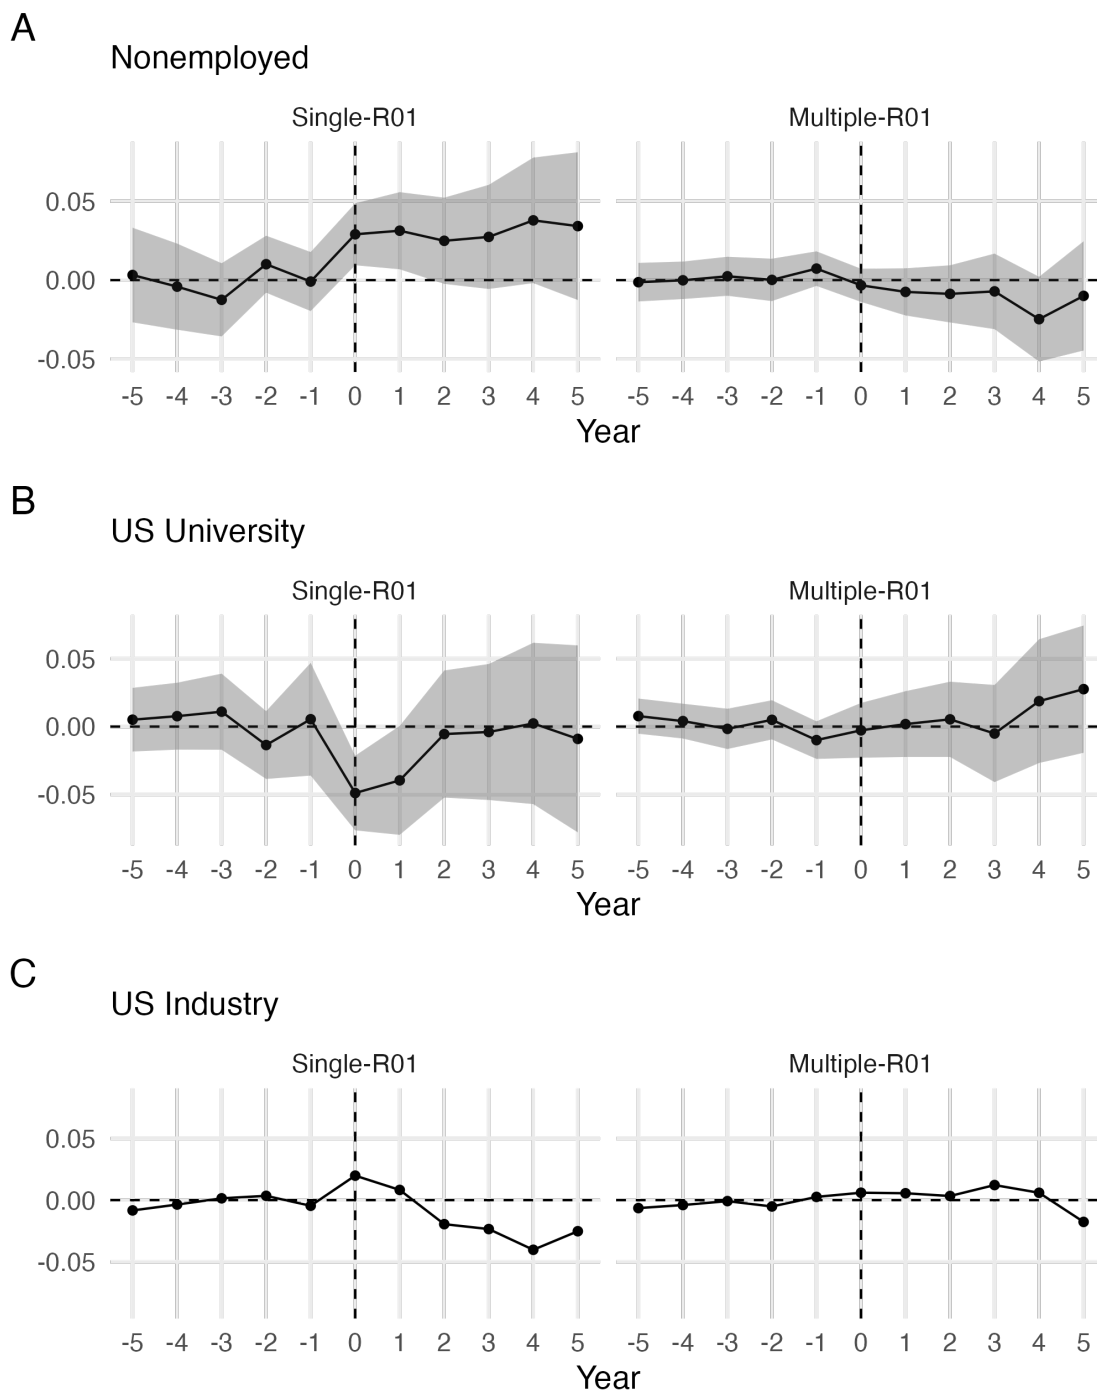 A
Nonemployed
Single-R01 Multiple-R01
0.05
0.00
-0.05
-5 -4 -3 -2 -1 0 1 2 3 4 5 -5 -4 -3 -2 -1 0 1 2 3 4 5
Year
B
US University
Single-R01 Multiple-R01
0.05
0.00
-0.05
-5 -4 -3 -2 -1 0 1 2 3 4 5 -5 -4 -3 -2 -1 0 1 2 3 4 5
Year
C
US Industry
Single-R01 Multiple-R01
0.05
0.00
-0.05
-5 -4 -3 -2 -1 0 1 2 3 4 5 -5 -4 -3 -2 -1 0 1 2 3 4 5
Year